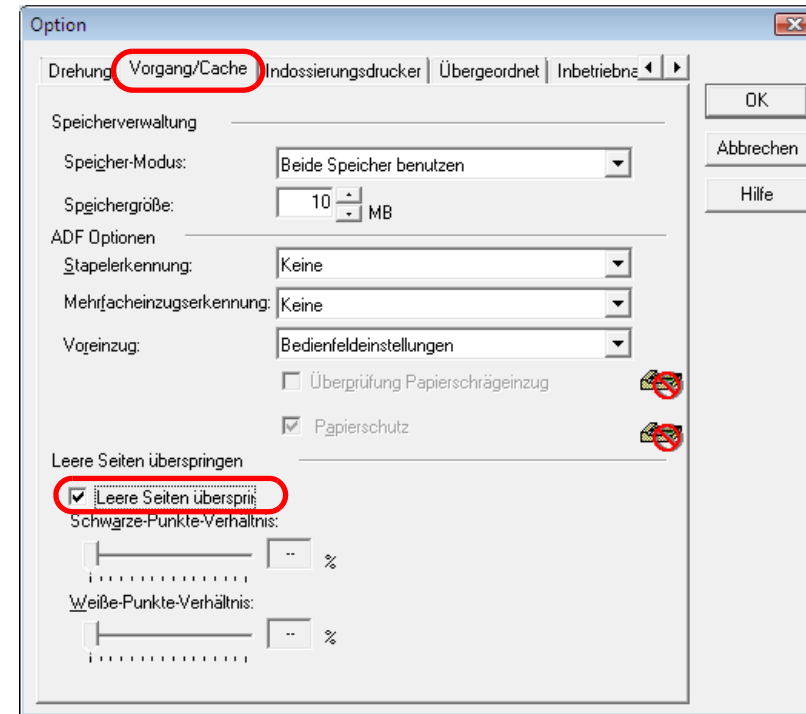 Option
Drehung Vorgang/Cache Indossierungsdrucker Übergeordnet Inbetriebna
OK
Abbrechen
Hilfe
Speicherverwaltung
Speicher-Modus: Beide Speicher benutzen
Speichergröße: 10 MB
ADF Optionen
Stapelerkennung: Keine
Mehrfacheinzugserkennung: Keine
Voreinzug: Bedienfeldeinstellungen
Überprüfung Papierschrägeinzug
Papierschutz
Leere Seiten überspringen
Leere Seiten übersprin
Schwarze-Punkte-Verhältnis:
-- %
Weiße-Punkte-Verhältnis:
-- %